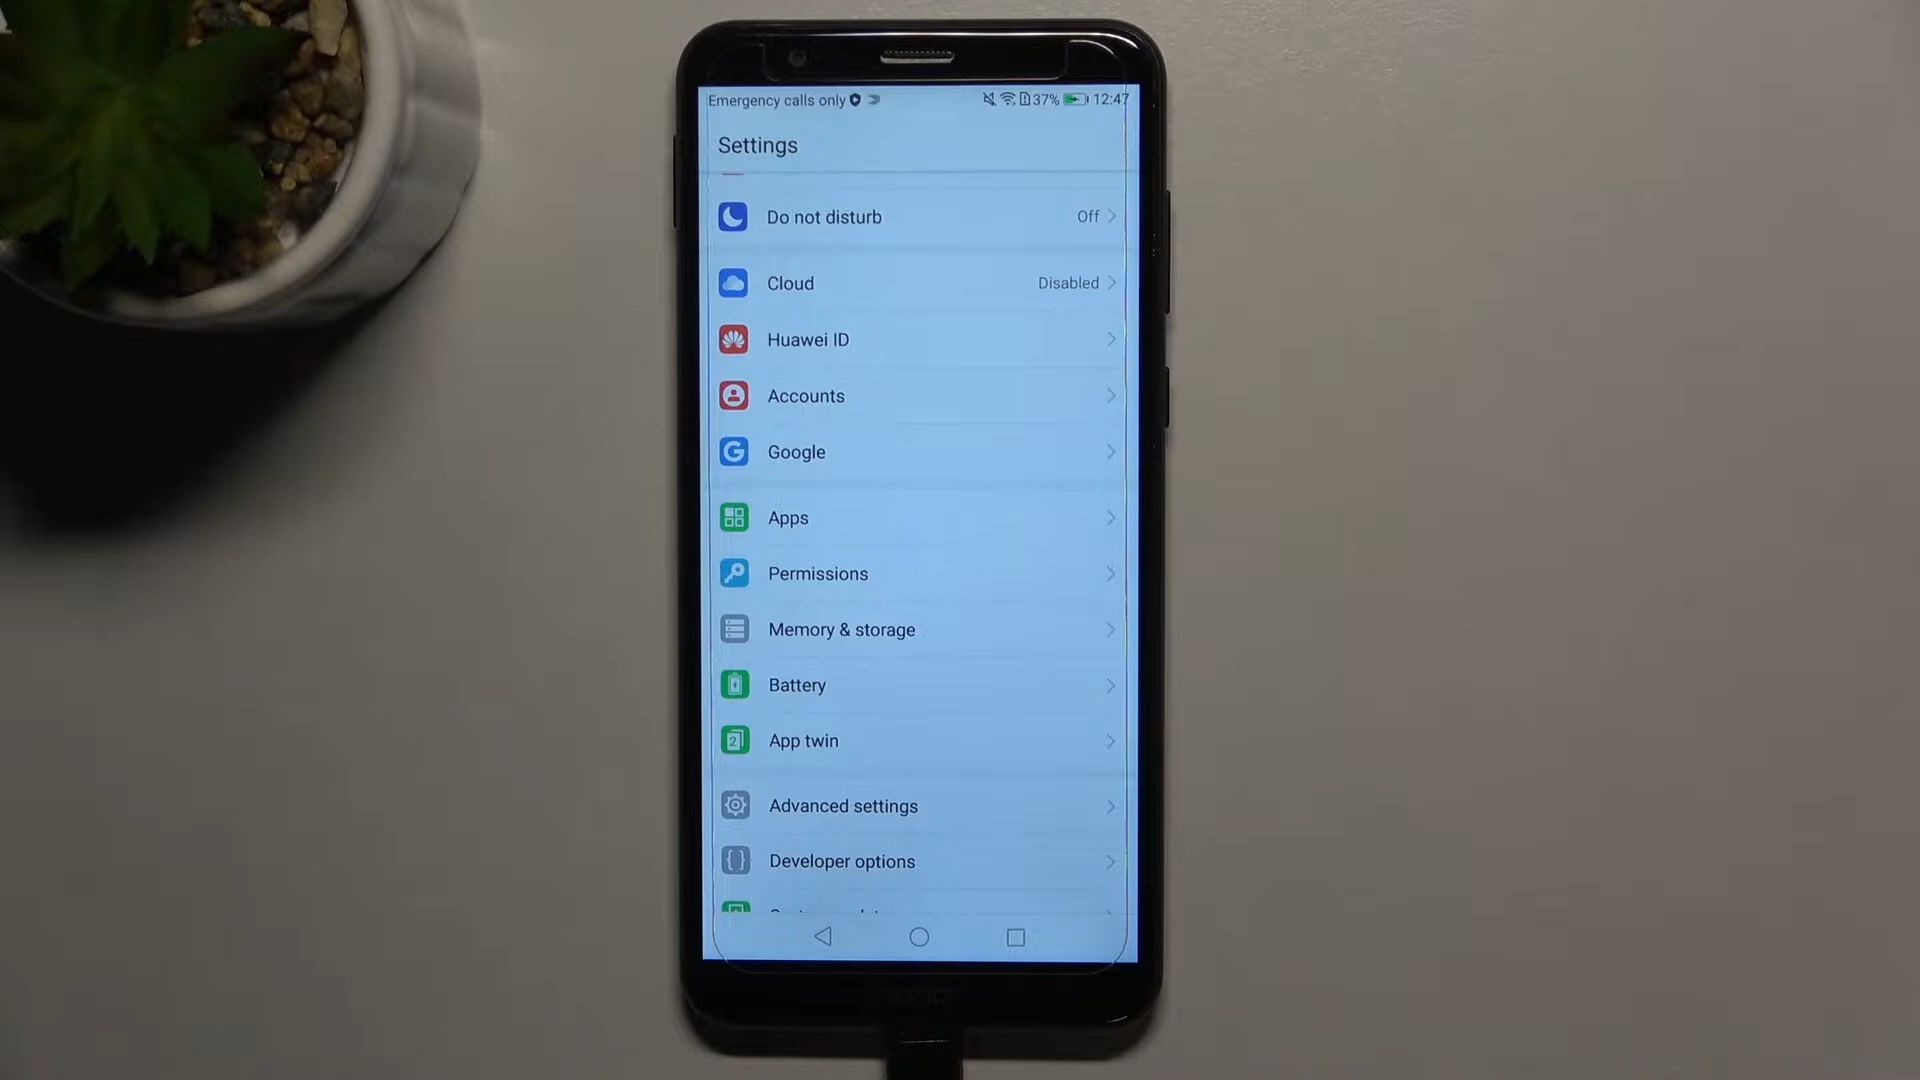 Emergency calls only 37% 12:47
Settings
Do not disturb Off
Cloud Disabled
Huawei ID
Accounts
Google
Apps
Permissions
Memory & storage
Battery
App twin
Advanced settings
Developer options